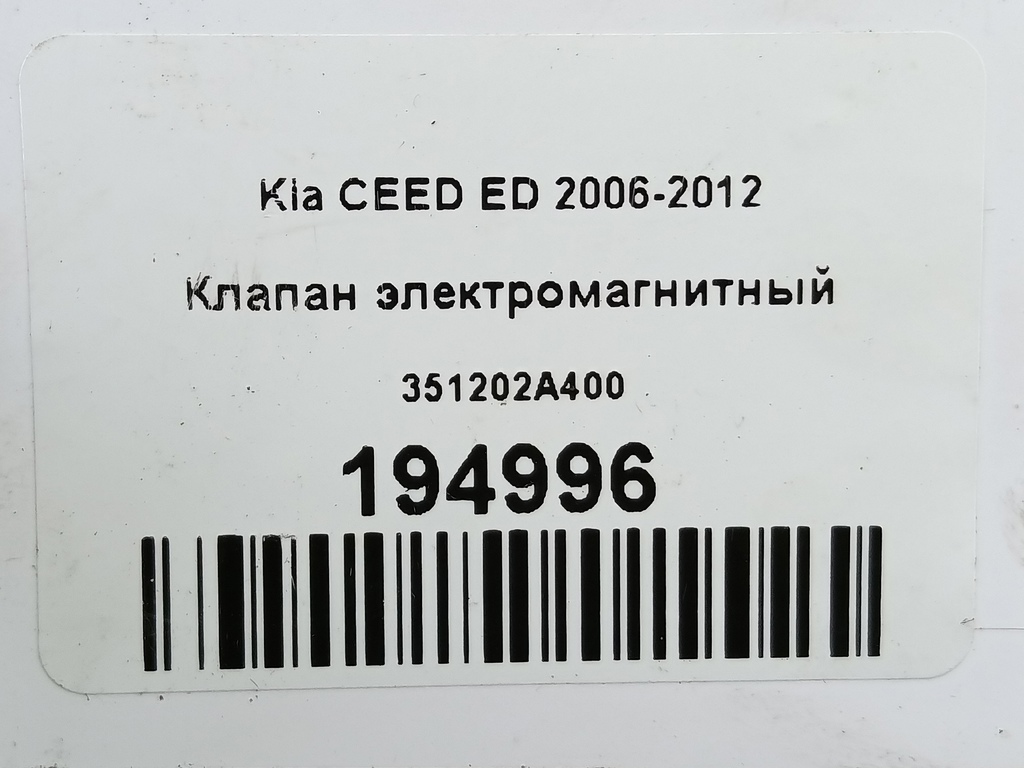 Kia CEED ED 2006-2012
Клапан электромагнитный
351202A400
194996